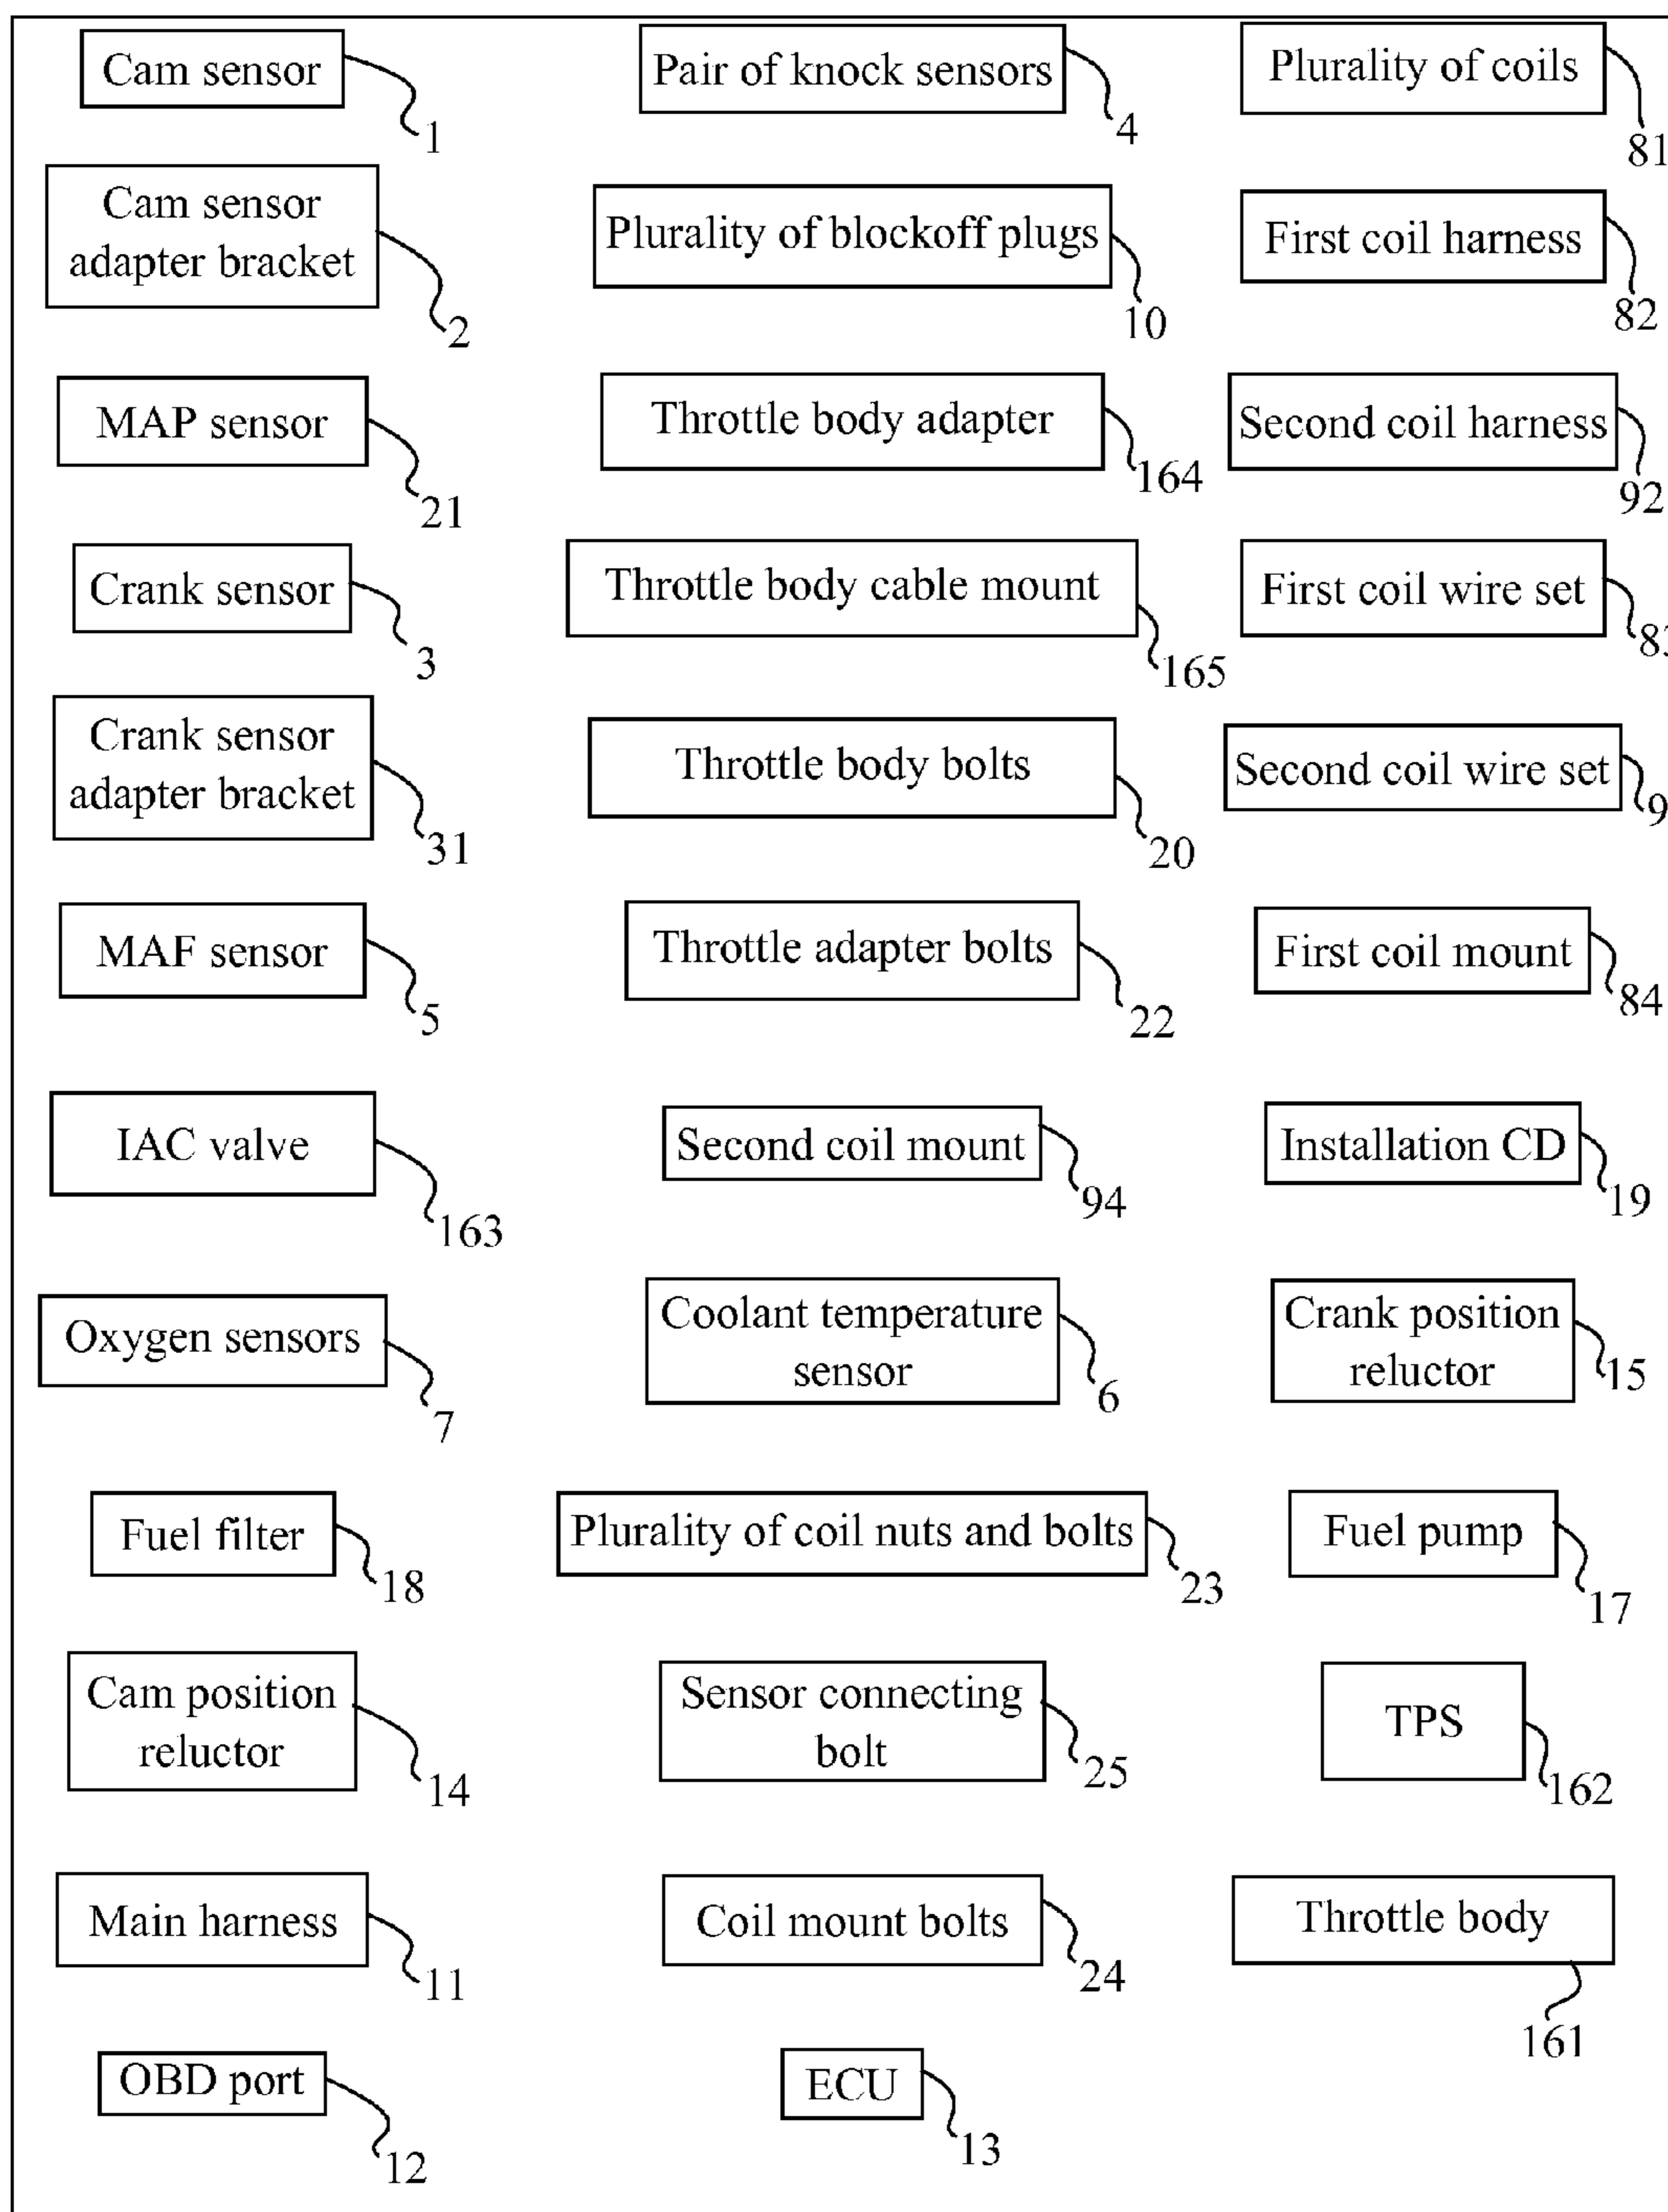 Cam sensor
1
Pair of knock sensors
4
Plurality of coils
81
Cam sensor
adapter bracket
2
Plurality of blockoff plugs
10
First coil harness
82
MAP sensor
21
Throttle body adapter
164
Second coil harness
92
Crank sensor
3
Throttle body cable mount
165
First coil wire set
Crank sensor
adapter bracket
31
Throttle body bolts
20
Second coil wire set
MAF sensor
5
Throttle adapter bolts
22
First coil mount
84
IAC valve
163
Second coil mount
94
Installation CD
19
Oxygen sensors
7
Coolant temperature
sensor
6
Crank position
reluctor
15
Fuel filter
18
Plurality of coil nuts and bolts
23
Fuel pump
17
Cam position
reluctor
14
Sensor connecting
bolt
25
TPS
162
Main harness
11
Coil mount bolts
24
Throttle body
161
OBD port
12
ECU
13